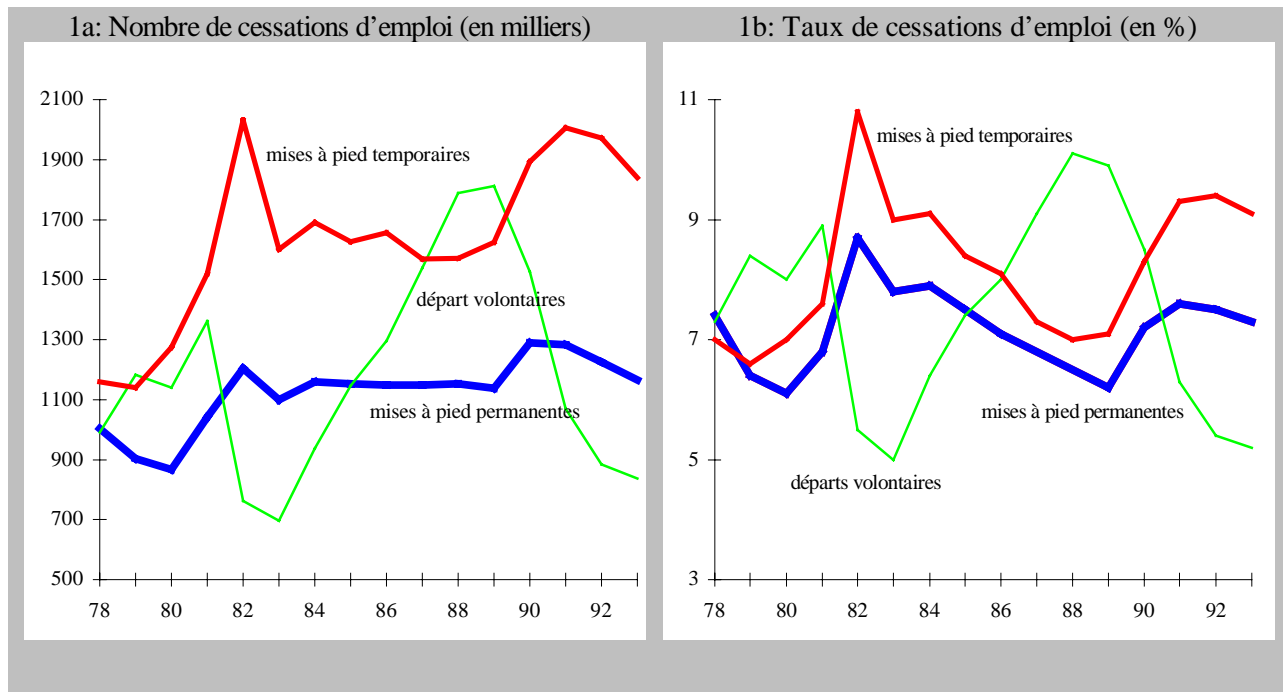 1a: Nombre de cessations d'emploi (en milliers)
2100
1900
1700
1500
1300
1100
900
700
500
mises à pied temporaires
départ volontaires
mises à pied permanentes
78 80 82 84 86 88 90 92
1b: Taux de cessations d'emploi (en %)
11
9
7
5
3
mises à pied temporaires
mises à pied permanentes
départs volontaires
78 80 82 84 86 88 90 92